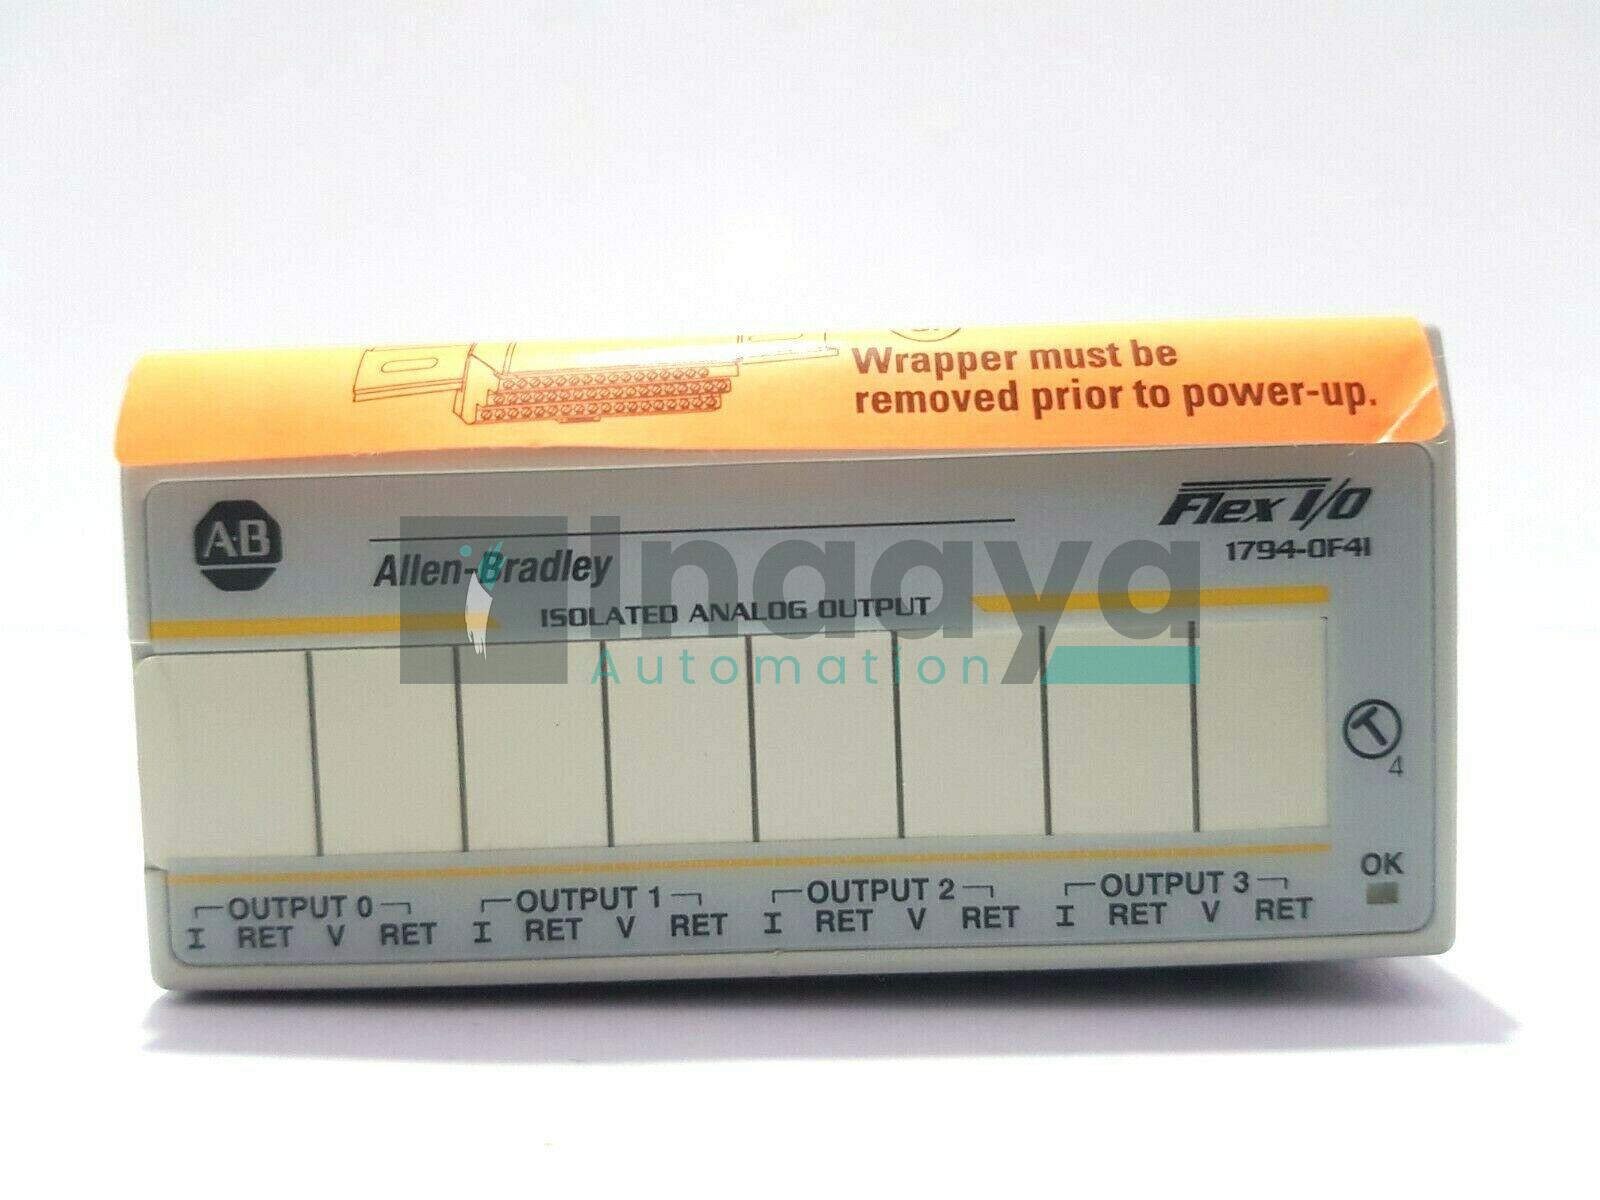 Wrapper must be
removed prior to power-up.
A·B
Flex I/O
1794-OF4I
Allen-Bradley
ISOLATED ANALOG OUTPUT
Inaaya
Automation
4
OK
OUTPUT 0 OUTPUT 1 OUTPUT 2 OUTPUT 3
I RET V RET I RET V RET I RET V RET I RET V RET